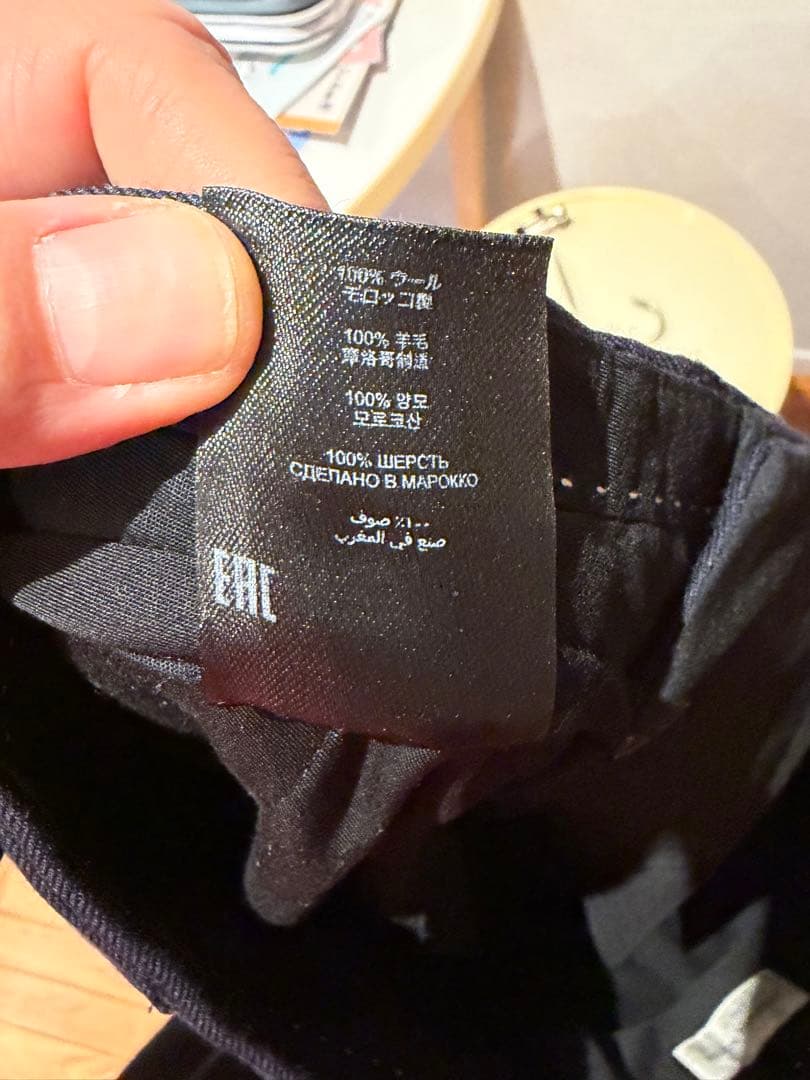 100% ウール
モロッコ製
100% 羊毛
摩洛哥制造
100% 양모
모로코산
100% ШЕРСТЬ
СДЕЛАНО В МАРОККО
١٠٠٪ صوف
صنع في المغرب
EAC